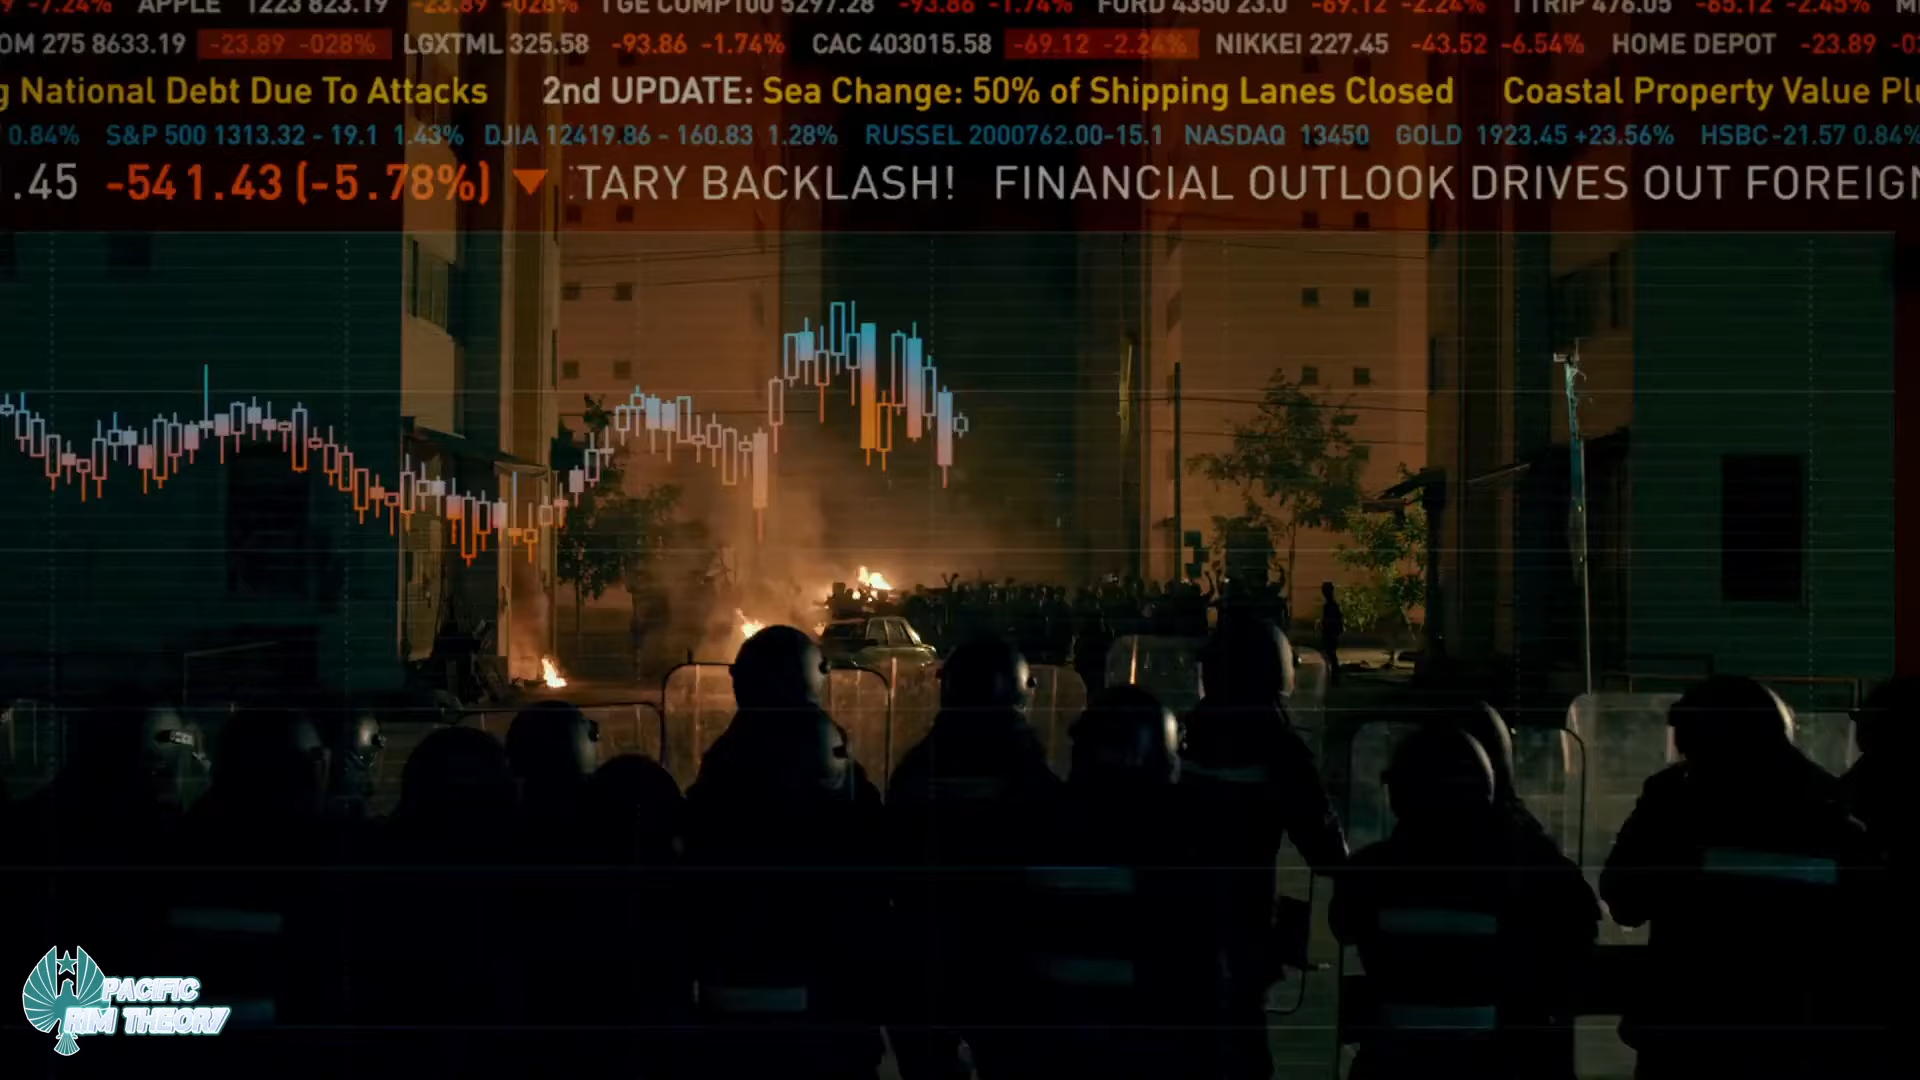 -7.24% APPLE 1223 823.19 -23.89 -028% TGE COMP100 5297.28 -93.86 -1.74% FORD 4350 23.0 -69.12 -2.24% TTRIP 476.05 -65.12 -2.45%
OM 275 8633.19 -23.89 -028% LGXTML 325.58 -93.86 -1.74% CAC 403015.58 -69.12 -2.24% NIKKEI 227.45 -43.52 -6.54% HOME DEPOT -23.89
g National Debt Due To Attacks 2nd UPDATE: Sea Change: 50% of Shipping Lanes Closed Coastal Property Value Plu
0.84% S&P 500 1313.32 - 19.1 1.43% DJIA 12419.86 - 160.83 1.28% RUSSEL 2000762.00-15.1 NASDAQ 13450 GOLD 1923.45 +23.56% HSBC -21.57 0.84%
.45 -541.43 (-5.78%) TARY BACKLASH! FINANCIAL OUTLOOK DRIVES OUT FOREIGN
PACIFIC
RIM THEORY